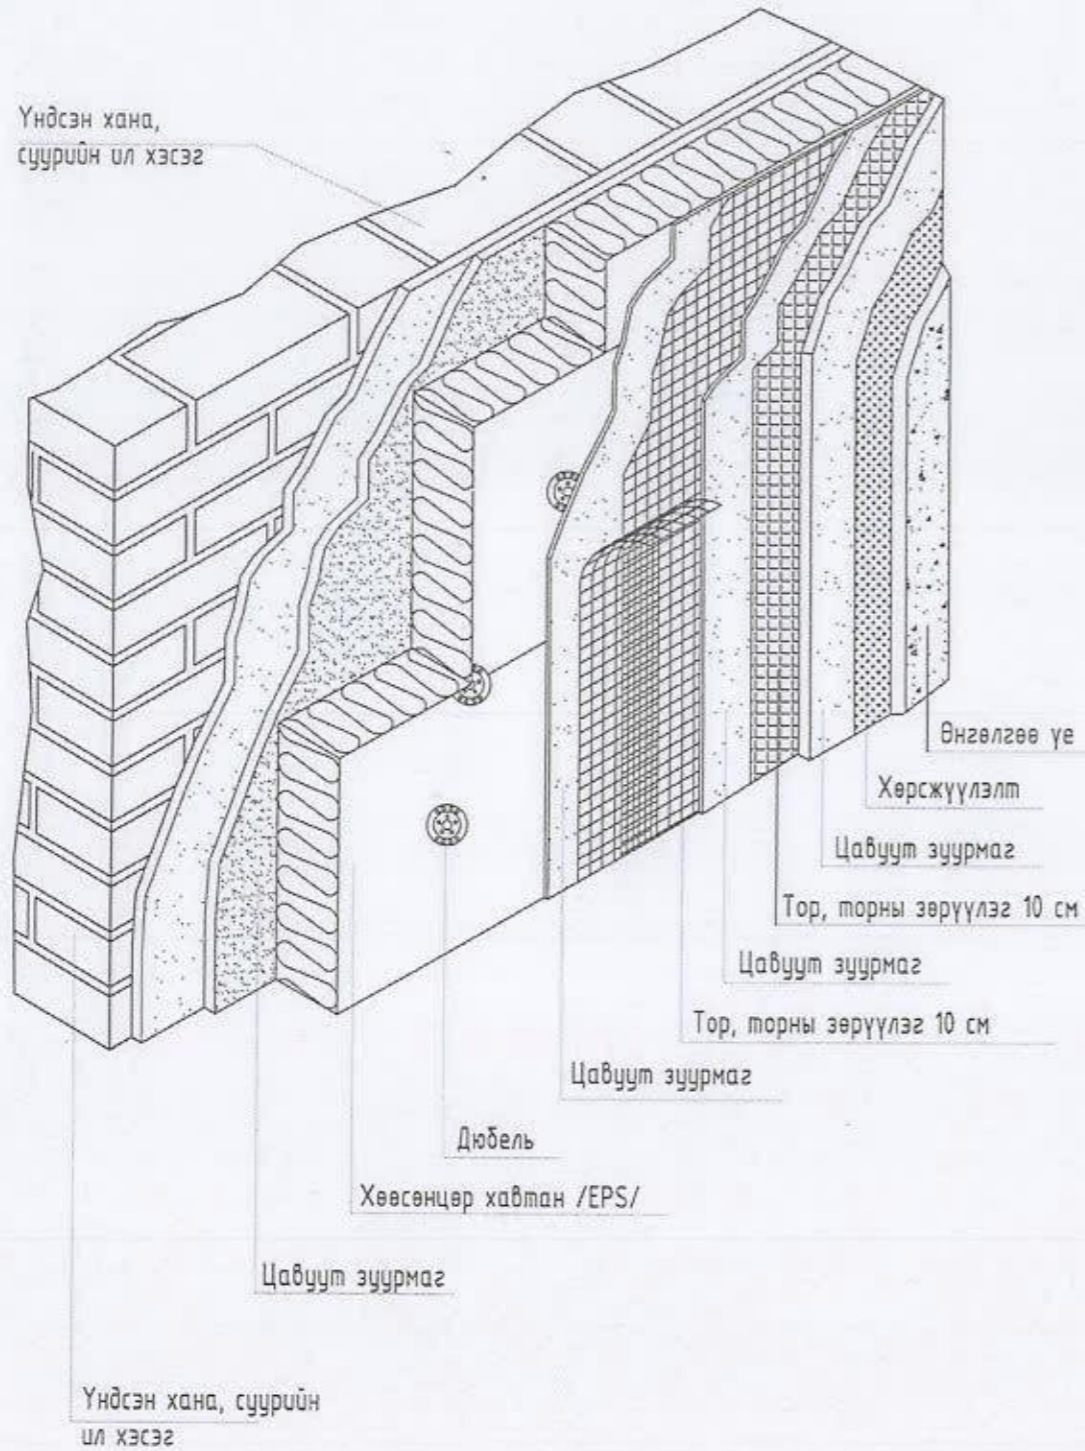 Үндсэн хана,
суурийн ил хэсэг
Өнгөлгөө үе
Хөрсжүүлэлт
Цавуут зуурмаг
Тор, торны зөрүүлэг 10 см
Цавуут зуурмаг
Тор, торны зөрүүлэг 10 см
Цавуут зуурмаг
Дюбель
Хөөсөнцөр хавтан /EPS/
Цавуут зуурмаг
Үндсэн хана, суурийн
ил хэсэг